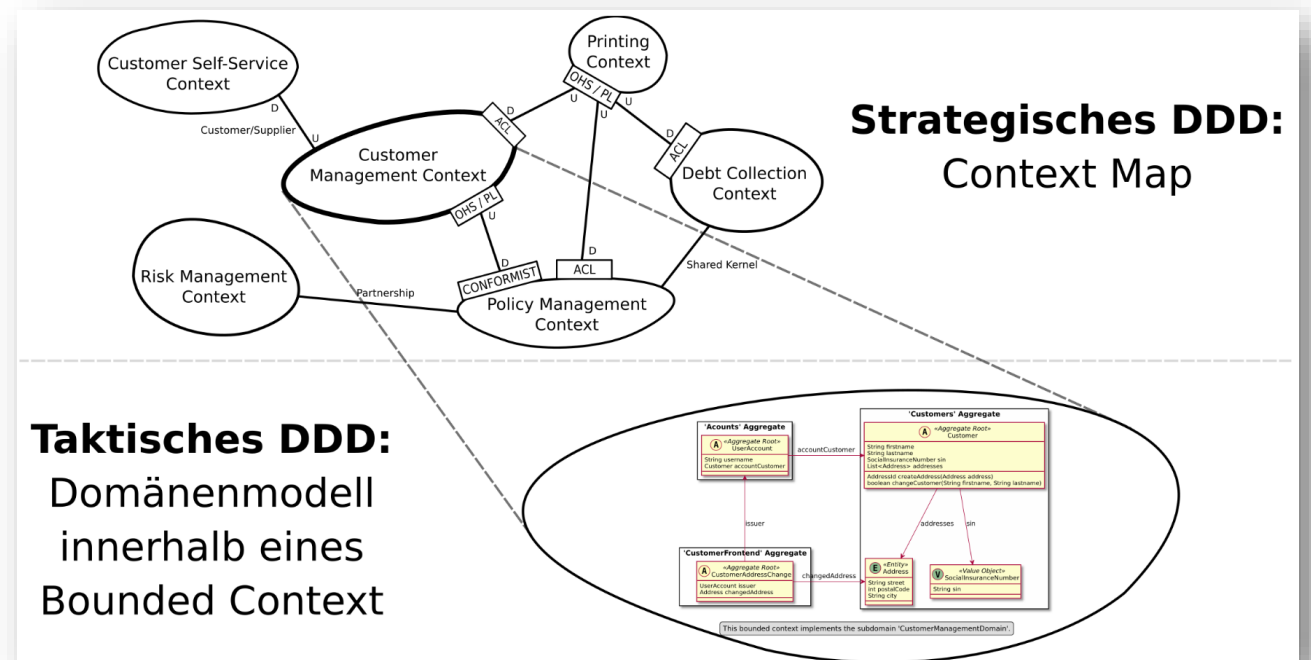 Customer Self-Service
Context
D
Customer/Supplier
U
Customer
Management Context
D
ACL
Printing
Context
OHS / PL
U
U
U
D
ACL
Debt Collection
Context
Strategisches DDD:
Context Map
OHS / PL
U
D
CONFORMIST
D
ACL
Shared Kernel
Risk Management
Context
Partnership
Policy Management
Context
Taktisches DDD:
Domänenmodell
innerhalb eines
Bounded Context
'Acounts' Aggregate
A «Aggregate Root»
UserAccount
String username
Customer accountCustomer
accountCustomer
'Customers' Aggregate
A «Aggregate Root»
Customer
String firstname
String lastname
SocialInsuranceNumber sin
List<Address> addresses
AddressId createAddress(Address address)
boolean changeCustomer(String firstname, String lastname)
issuer
addresses
sin
'CustomerFrontend' Aggregate
A «Aggregate Root»
CustomerAddressChange
UserAccount issuer
Address changedAddress
changedAddress
E «Entity»
Address
String street
Int postalCode
String city
V «Value Object»
SocialInsuranceNumber
String sin
This bounded context implements the subdomain 'CustomerManagementDomain'.